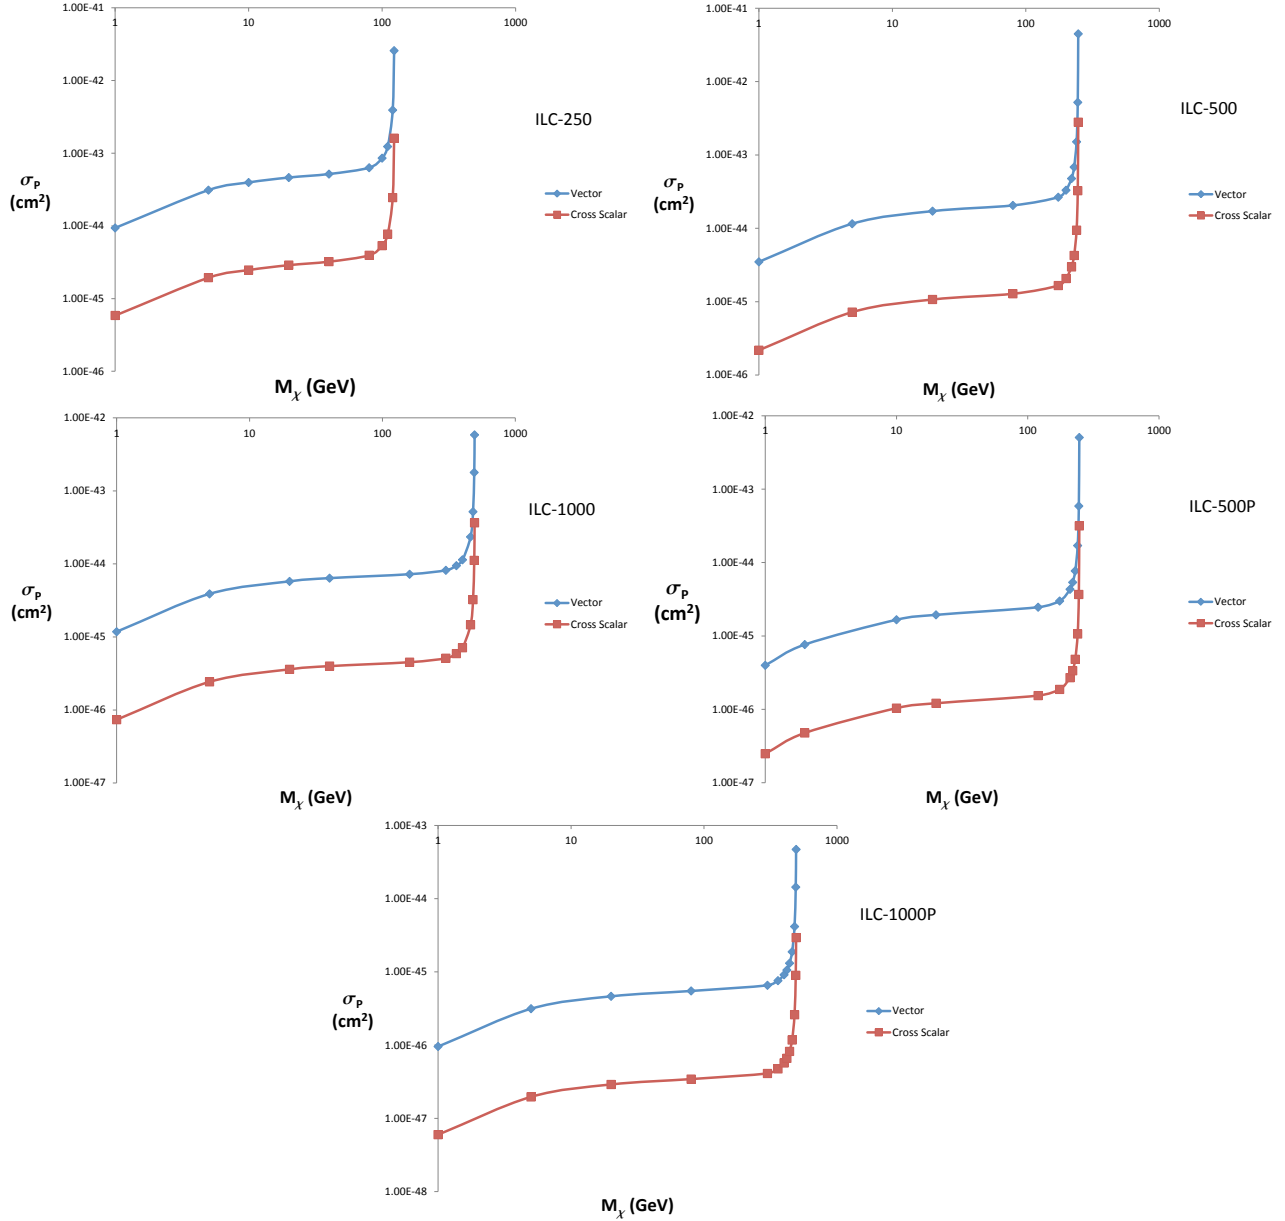 1.00E-41
1 10 100 1000
1.00E-42
ILC-250
1.00E-43
σP
(cm²)
Vector
Cross Scalar
1.00E-44
1.00E-45
1.00E-46
Mχ (GeV)
1.00E-41
1 10 100 1000
1.00E-42
ILC-500
1.00E-43
σP
(cm²)
Vector
Cross Scalar
1.00E-44
1.00E-45
1.00E-46
Mχ (GeV)
1.00E-42
1 10 100 1000
1.00E-43
ILC-1000
1.00E-44
σP
(cm²)
Vector
Cross Scalar
1.00E-45
1.00E-46
1.00E-47
Mχ (GeV)
1.00E-42
1 10 100 1000
1.00E-43
ILC-500P
1.00E-44
σP
(cm²)
Vector
Cross Scalar
1.00E-45
1.00E-46
1.00E-47
Mχ (GeV)
1.00E-43
1 10 100 1000
1.00E-44
ILC-1000P
1.00E-45
σP
(cm²)
Vector
Cross Scalar
1.00E-46
1.00E-47
1.00E-48
Mχ (GeV)